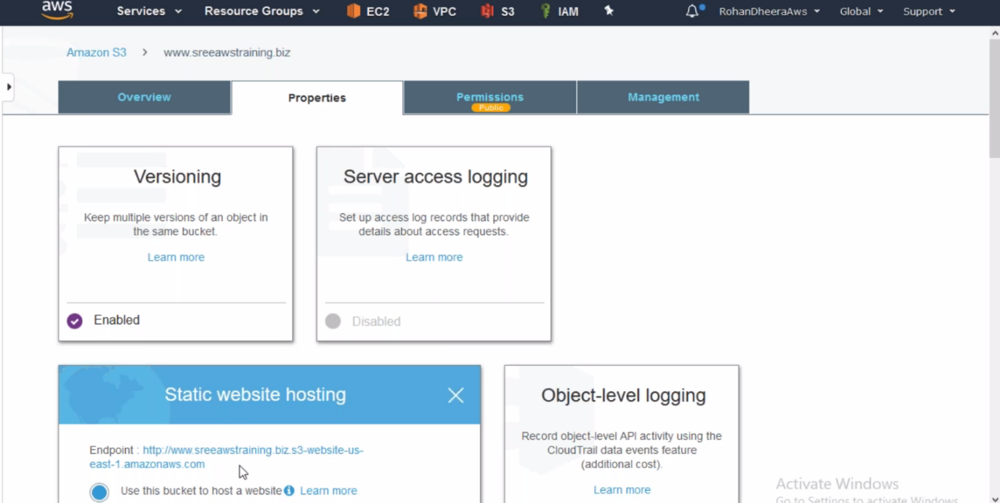 aws Services Resource Groups EC2 VPC S3 IAM RohanDheeraAws Global Support
Amazon S3 > www.sreeawstraining.biz
Overview Properties Permissions Management
Public
Versioning
Keep multiple versions of an object in
the same bucket.
Learn more
Enabled
Server access logging
Set up access log records that provide
details about access requests.
Learn more
Disabled
Static website hosting
Endpoint : http://www.sreeawstraining.biz.s3-website-us-
east-1.amazonaws.com
Use this bucket to host a website Learn more
Object-level logging
Record object-level API activity using the
CloudTrail data events feature
(additional cost).
Learn more
Activate Windows
Go to Settings to activate Windows.